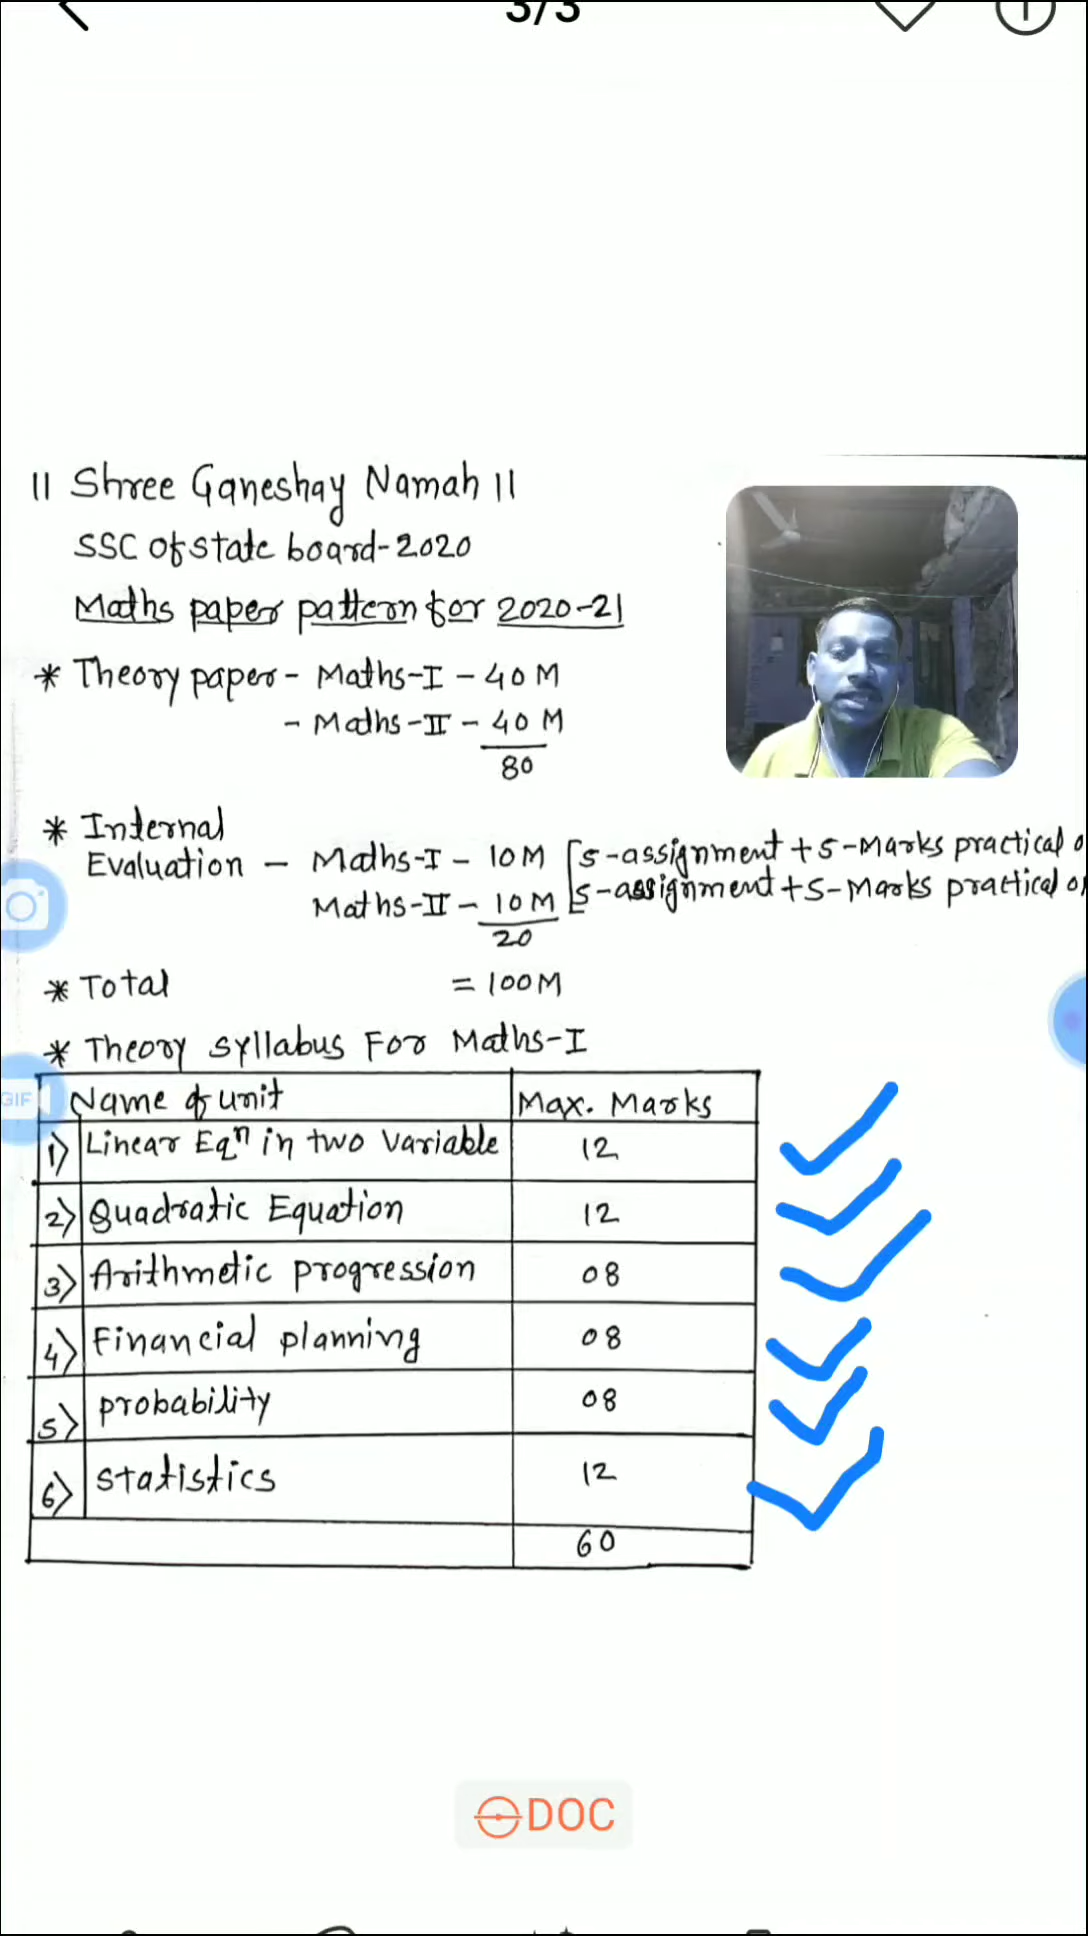 3/3
|| Shree Ganeshay Namah ||
SSC of state board-2020
Maths paper pattern for 2020-21
* Theory paper - Maths-I - 40 M
- Maths-II - 40 M
80
* Internal
Evaluation - Maths-I - 10M [5-assignment + 5-Marks practical
Maths-II - 10M [5-assignment + 5-Marks practical
20
* Total = 100M
* Theory syllabus For Maths-I
Name of unit Max. Marks
1) Linear Eqⁿ in two Variable 12
2) Quadratic Equation 12
3) Arithmetic progression 08
4) Financial planning 08
5) probability 08
6) statistics 12
60
GIF
DOC